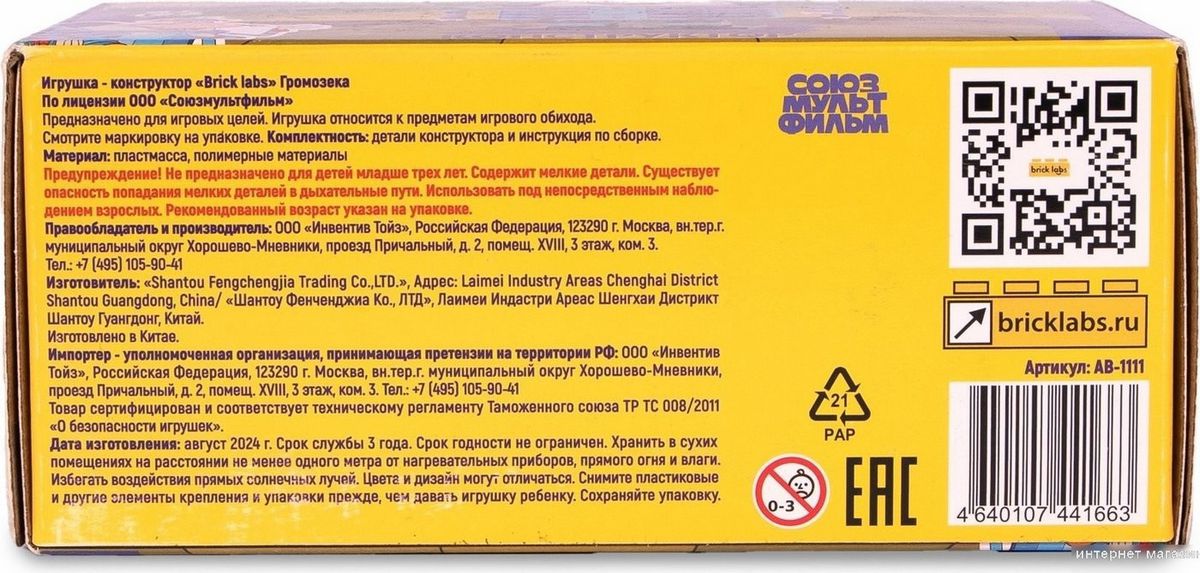 Игрушка - конструктор «Brick labs» Громозека
По лицензии ООО «Союзмультфильм»
Предназначено для игровых целей. Игрушка относится к предметам игрового обихода.
Смотрите маркировку на упаковке. Комплектность: детали конструктора и инструкция по сборке.
Материал: пластмасса, полимерные материалы
Предупреждение! Не предназначено для детей младше трех лет. Содержит мелкие детали. Существует
опасность попадания мелких деталей в дыхательные пути. Использовать под непосредственным наблю-
дением взрослых. Рекомендованный возраст указан на упаковке.
Правообладатель и производитель: ООО «Инвентив Тойз», Российская Федерация, 123290 г. Москва, вн.тер.г.
муниципальный округ Хорошево-Мневники, проезд Причальный, д. 2, помещ. XVIII, 3 этаж, ком. 3.
Тел.: +7 (495) 105-90-41
Изготовитель: «Shantou Fengchengjia Trading Co.,LTD.», Адрес: Laimei Industry Areas Chenghai District
Shantou Guangdong, China/ «Шантоу Фенченджиа Ко., ЛТД», Лаимеи Индастри Ареас Шенгхаи Дистрикт
Шантоу Гуангдонг, Китай.
Изготовлено в Китае.
Импортер - уполномоченная организация, принимающая претензии на территории РФ: ООО «Инвентив
Тойз», Российская Федерация, 123290 г. Москва, вн.тер.г. муниципальный округ Хорошево-Мневники,
проезд Причальный, д. 2, помещ. XVIII, 3 этаж, ком. 3. Тел.: +7 (495) 105-90-41
Товар сертифицирован и соответствует техническому регламенту Таможенного союза ТР ТС 008/2011
«О безопасности игрушек».
Дата изготовления: август 2024 г. Срок службы 3 года. Срок годности не ограничен. Хранить в сухих
помещениях на расстоянии не менее одного метра от нагревательных приборов, прямого огня и влаги.
Избегать воздействия прямых солнечных лучей. Цвета и дизайн могут отличаться. Снимите пластиковые
и другие элементы крепления и упаковки прежде, чем давать игрушку ребенку. Сохраняйте упаковку.
СОЮЗ
МУЛЬТ
ФИЛЬМ
brick labs
bricklabs.ru
Артикул: AB-1111
21
PAP
0-3
EAC
4 640107 441663
интернет магази